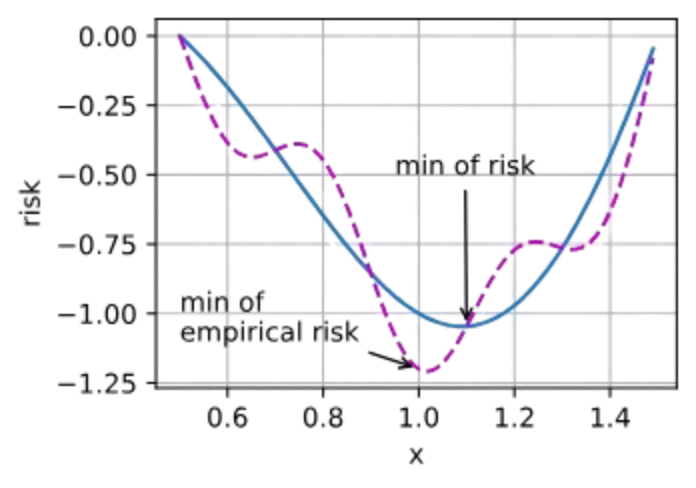 0.00
−0.25
−0.50
−0.75
−1.00
−1.25
risk
min of risk
min of
empirical risk
0.6 0.8 1.0 1.2 1.4
x